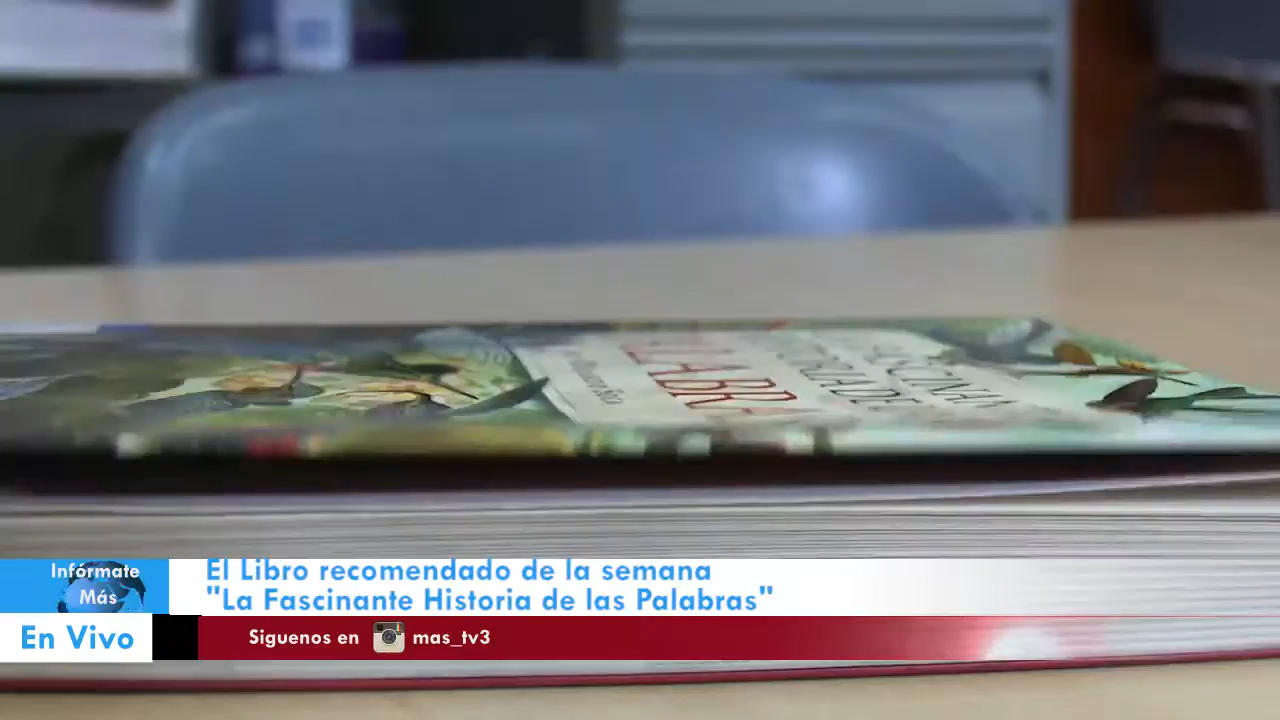 LABR
Infórmate
Más
El Libro recomendado de la semana
"La Fascinante Historia de las Palabras"
En Vivo
Siguenos en mas_tv3